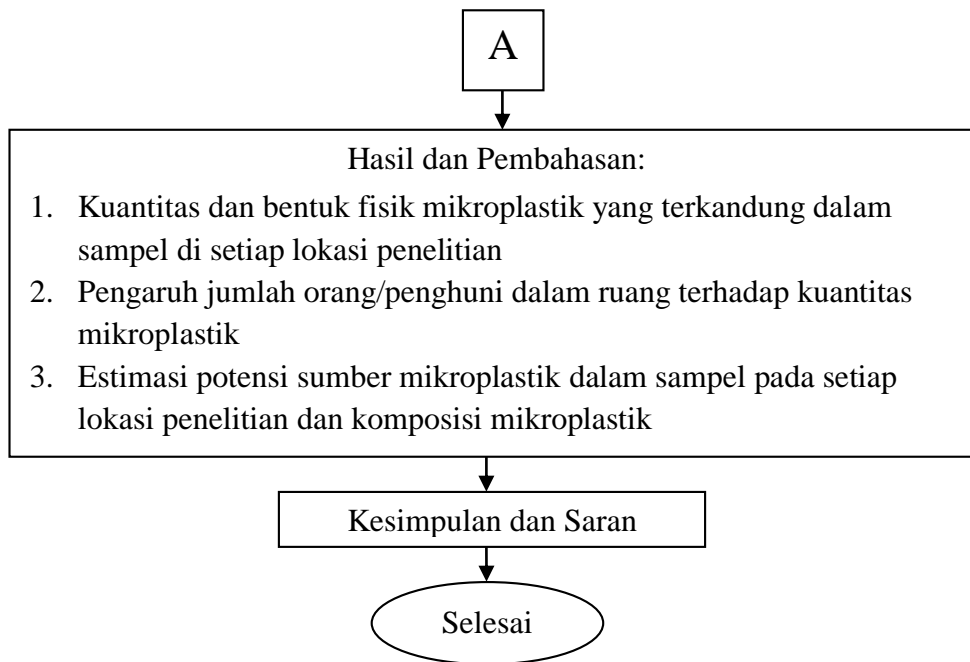 A
Hasil dan Pembahasan:
1. Kuantitas dan bentuk fisik mikroplastik yang terkandung dalam
sampel di setiap lokasi penelitian
2. Pengaruh jumlah orang/penghuni dalam ruang terhadap kuantitas
mikroplastik
3. Estimasi potensi sumber mikroplastik dalam sampel pada setiap
lokasi penelitian dan komposisi mikroplastik
Kesimpulan dan Saran
Selesai